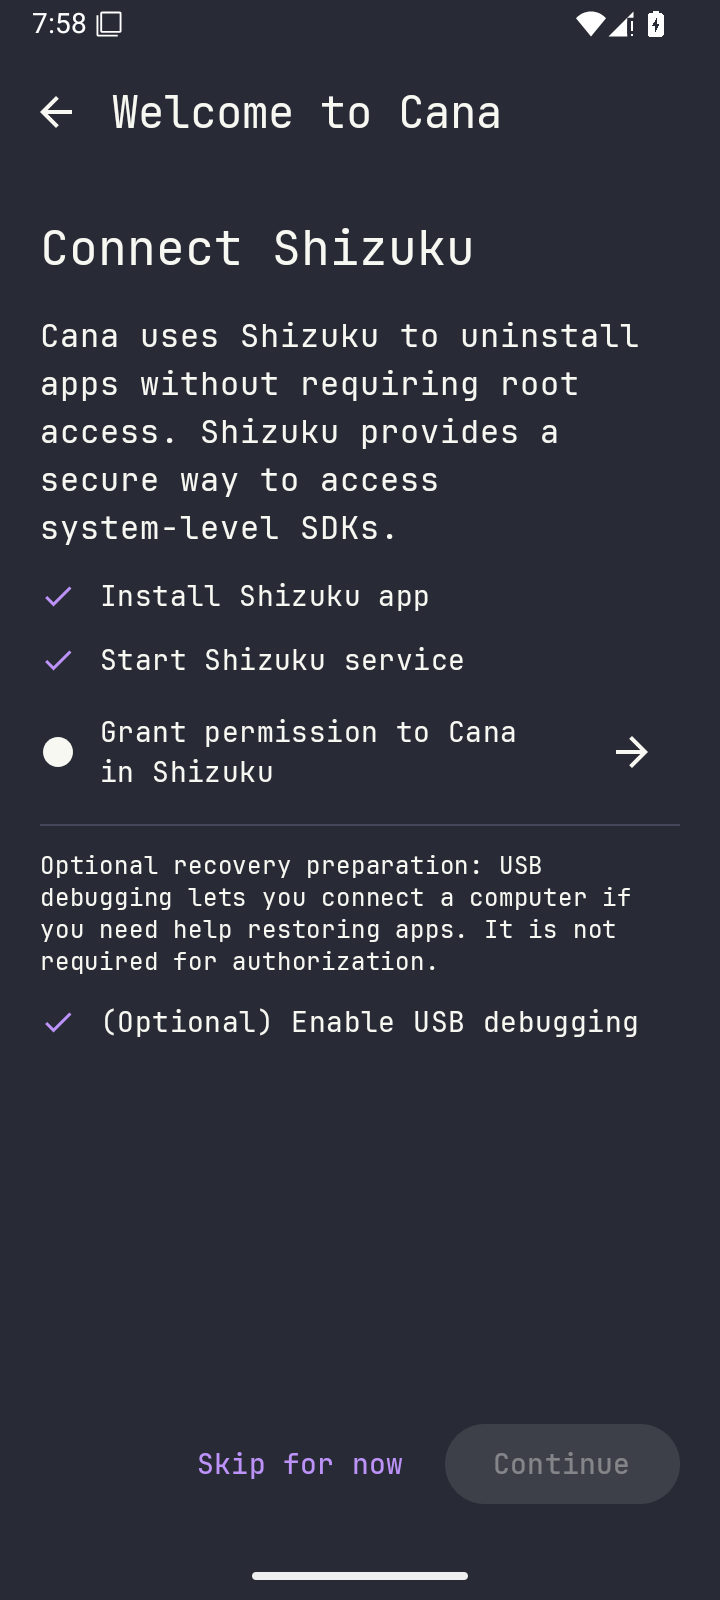 7:58
Welcome to Cana
Connect Shizuku
Cana uses Shizuku to uninstall
apps without requiring root
access. Shizuku provides a
secure way to access
system-level SDKs.
Install Shizuku app
Start Shizuku service
Grant permission to Cana
in Shizuku
Optional recovery preparation: USB
debugging lets you connect a computer if
you need help restoring apps. It is not
required for authorization.
(Optional) Enable USB debugging
Skip for now
Continue